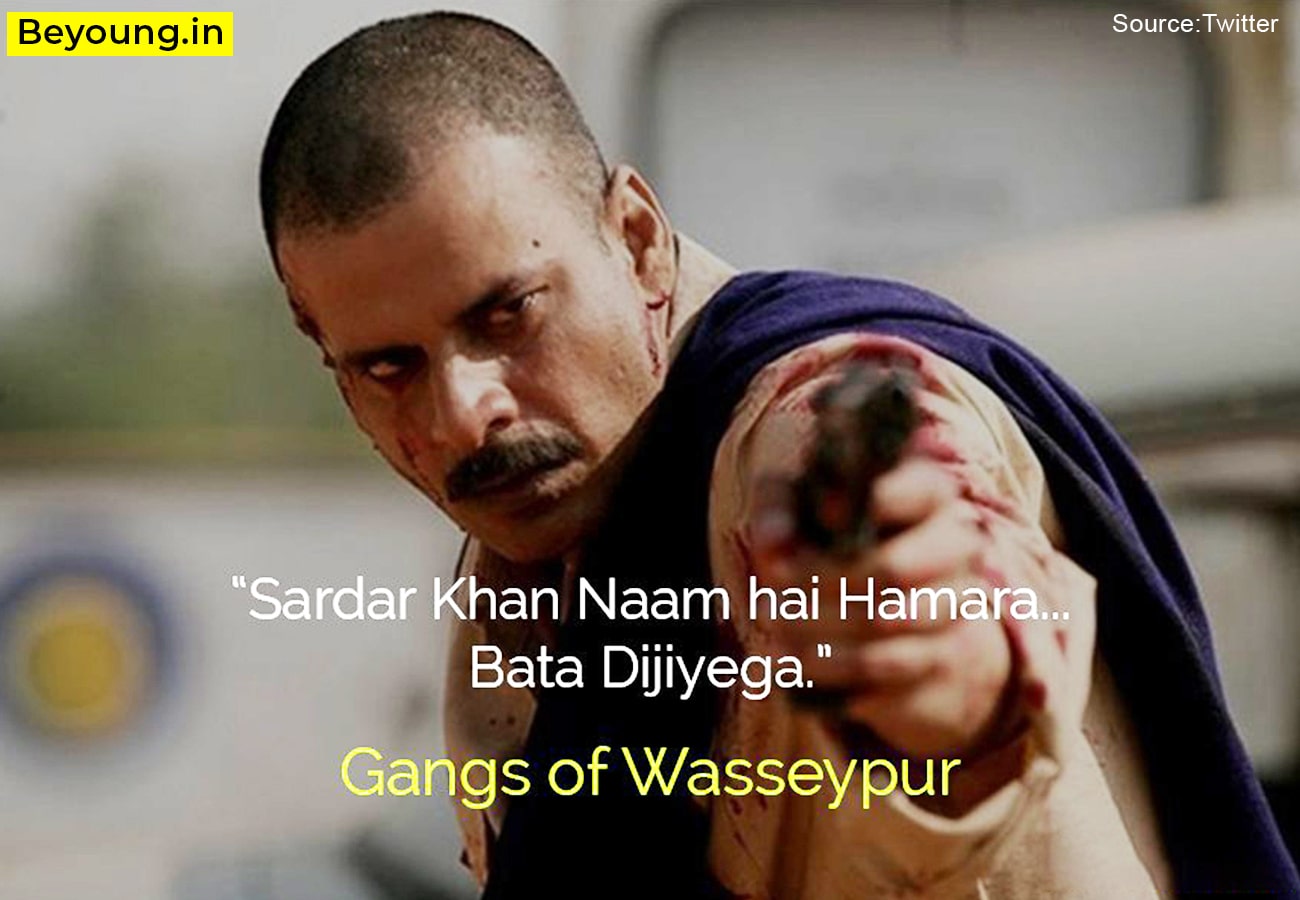 Beyoung.in
Source:Twitter
“Sardar Khan Naam hai Hamara...
Bata Dijiyega.”
Gangs of Wasseypur